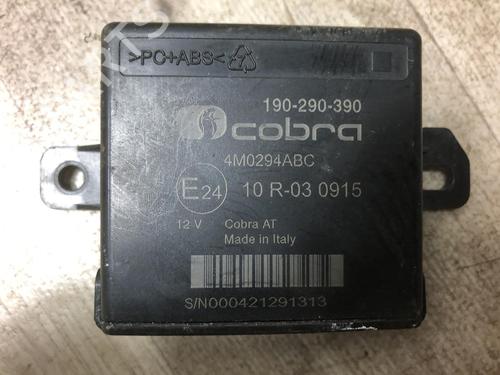 >PC+ABS<
190-290-390
cobra
4M0294ABC
E24 10 R-03 0915
12 V Cobra AT
Made in Italy
S/N000421291313